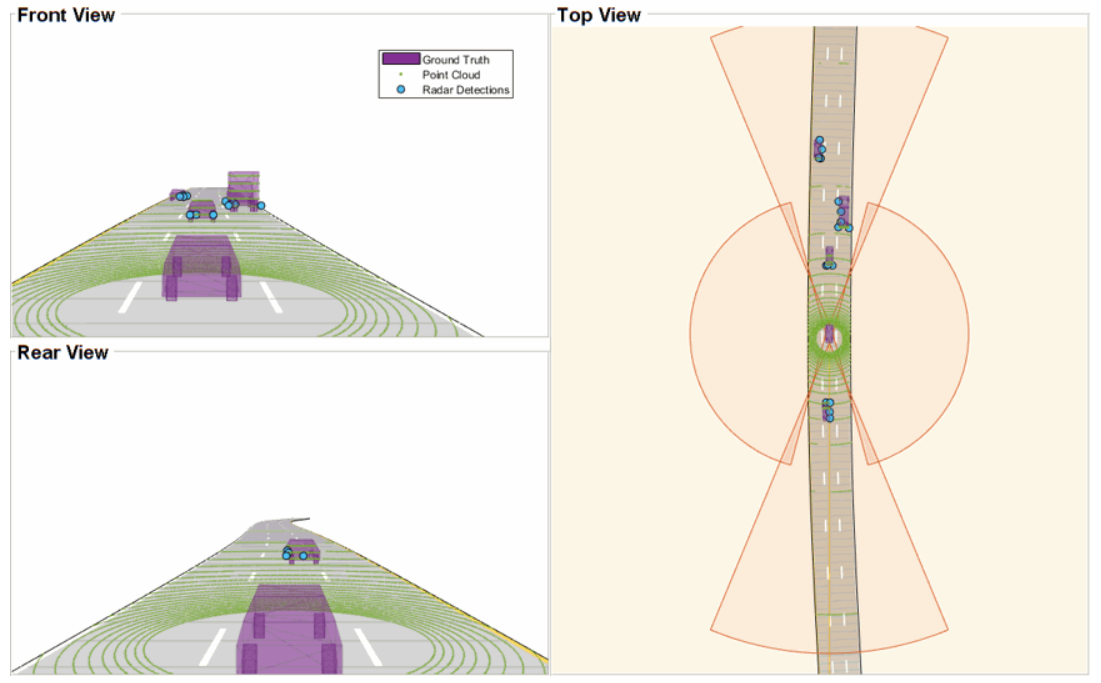 Front View
Top View
Ground Truth
Point Cloud
Radar Detections
Rear View